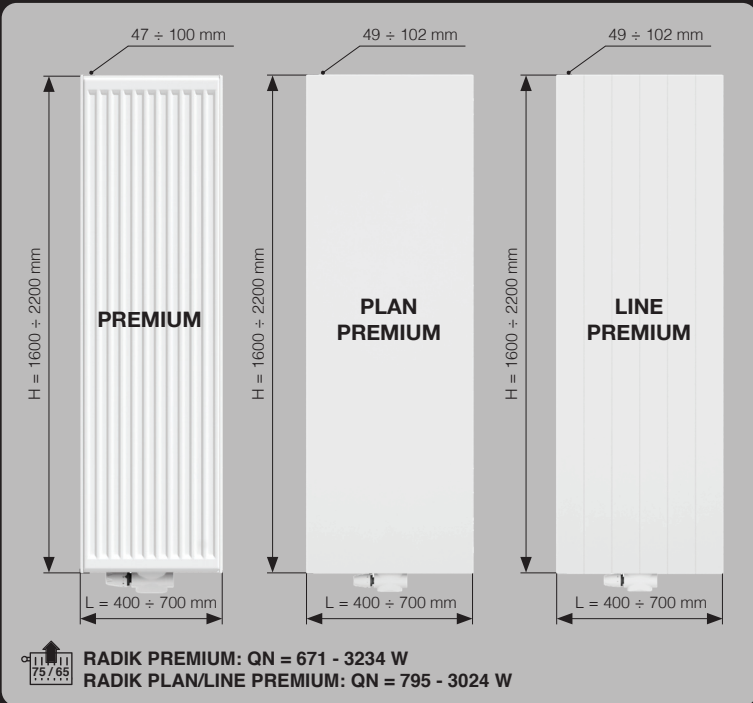 47 ÷ 100 mm
49 ÷ 102 mm
49 ÷ 102 mm
H = 1600 ÷ 2200 mm
PREMIUM
H = 1600 ÷ 2200 mm
PLAN
PREMIUM
H = 1600 ÷ 2200 mm
LINE
PREMIUM
L = 400 ÷ 700 mm
L = 400 ÷ 700 mm
L = 400 ÷ 700 mm
75 / 65
RADIK PREMIUM: QN = 671 - 3234 W
RADIK PLAN/LINE PREMIUM: QN = 795 - 3024 W